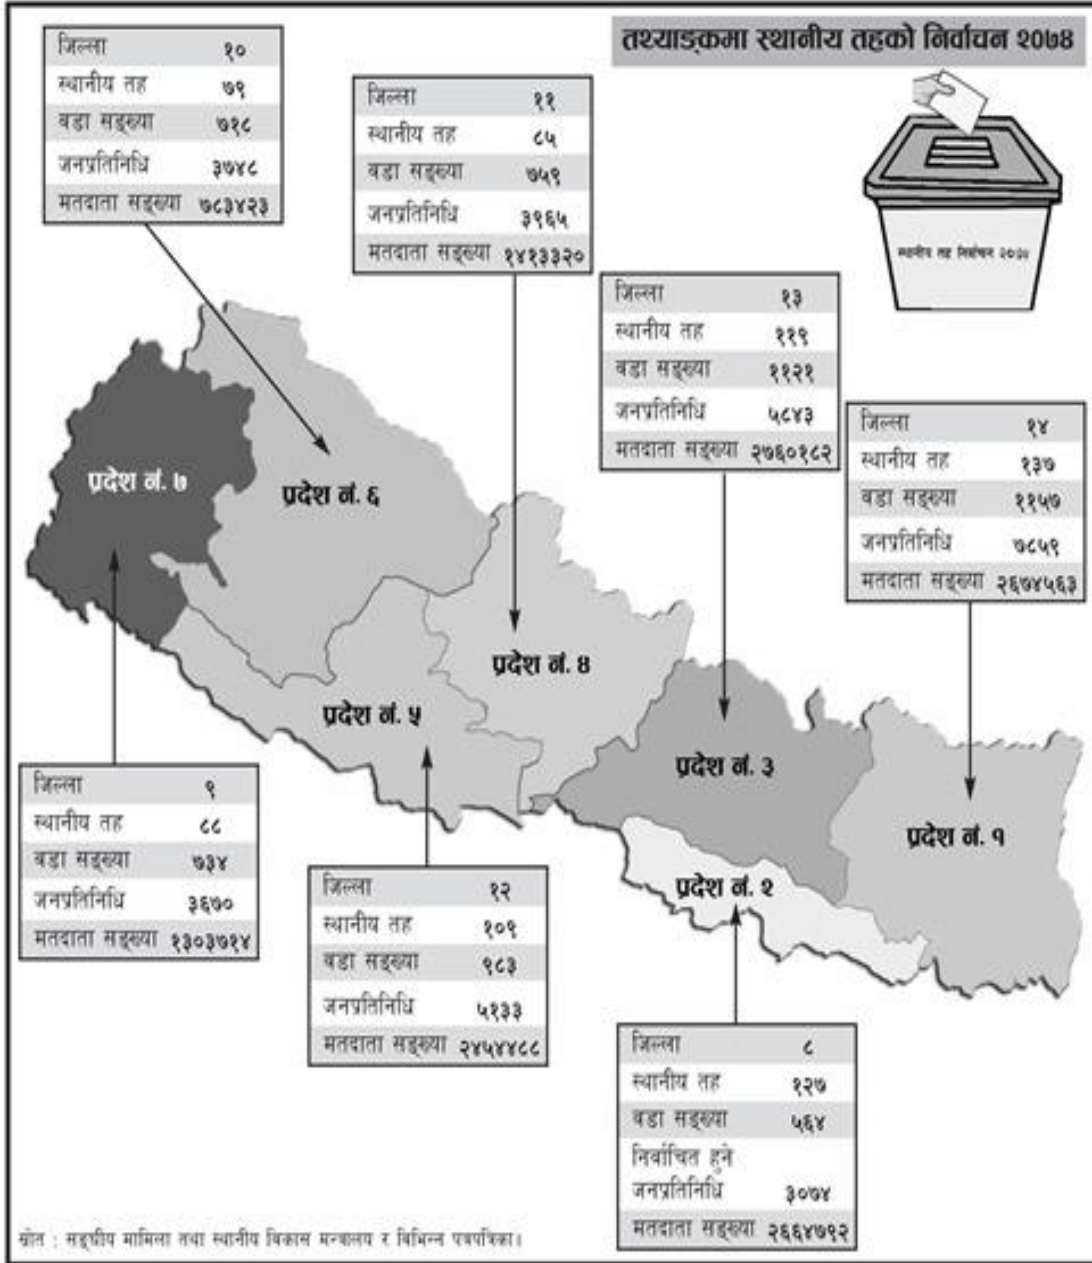 तथ्याङ्कमा स्थानीय तहको निर्वाचन २०७४
स्थानीय तह निर्वाचन २०७४
जिल्ला १०
स्थानीय तह ७९
वडा सङ्ख्या ७१८
जनप्रतिनिधि ३७४८
मतदाता सङ्ख्या ७८३४२३
जिल्ला ११
स्थानीय तह ८५
वडा सङ्ख्या ७५९
जनप्रतिनिधि ३९६५
मतदाता सङ्ख्या १४१३३२०
जिल्ला १३
स्थानीय तह ११९
वडा सङ्ख्या ११२१
जनप्रतिनिधि ५८४३
मतदाता सङ्ख्या २७६०१८२
जिल्ला १४
स्थानीय तह १३७
वडा सङ्ख्या ११५७
जनप्रतिनिधि ७८५९
मतदाता सङ्ख्या २६७४५६३
प्रदेश नं. ७
प्रदेश नं. ६
प्रदेश नं. ४
प्रदेश नं. ५
प्रदेश नं. ३
प्रदेश नं. १
प्रदेश नं. २
जिल्ला ९
स्थानीय तह ८८
वडा सङ्ख्या ७३४
जनप्रतिनिधि ३६७०
मतदाता सङ्ख्या १३०३७१४
जिल्ला १२
स्थानीय तह १०९
वडा सङ्ख्या ९८३
जनप्रतिनिधि ५१३३
मतदाता सङ्ख्या २४५४४८८
जिल्ला ८
स्थानीय तह १२७
वडा सङ्ख्या ५६४
निर्वाचित हुने
जनप्रतिनिधि ३०७४
मतदाता सङ्ख्या २६६४७९२
स्रोत : सङ्घीय मामिला तथा स्थानीय विकास मन्त्रालय र विभिन्न पत्रपत्रिका।